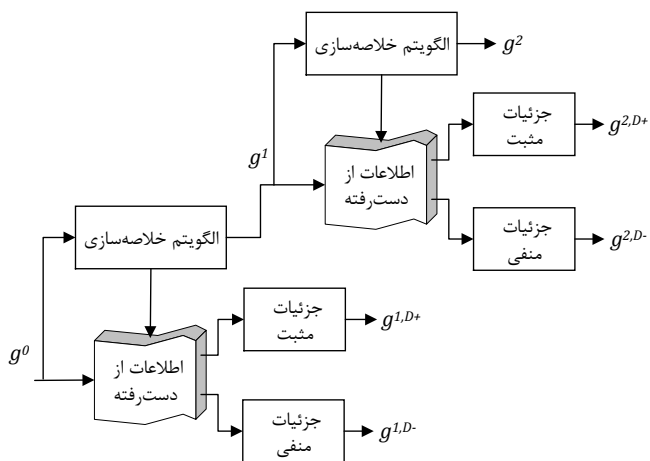 الگویتم خلاصه‌سازی
g²
جزئیات
مثبت
g^{2,D+}
g¹
اطلاعات از
دست‌رفته
الگویتم خلاصه‌سازی
جزئیات
منفی
g^{2,D-}
جزئیات
مثبت
g^{1,D+}
g⁰
اطلاعات از
دست‌رفته
جزئیات
منفی
g^{1,D-}